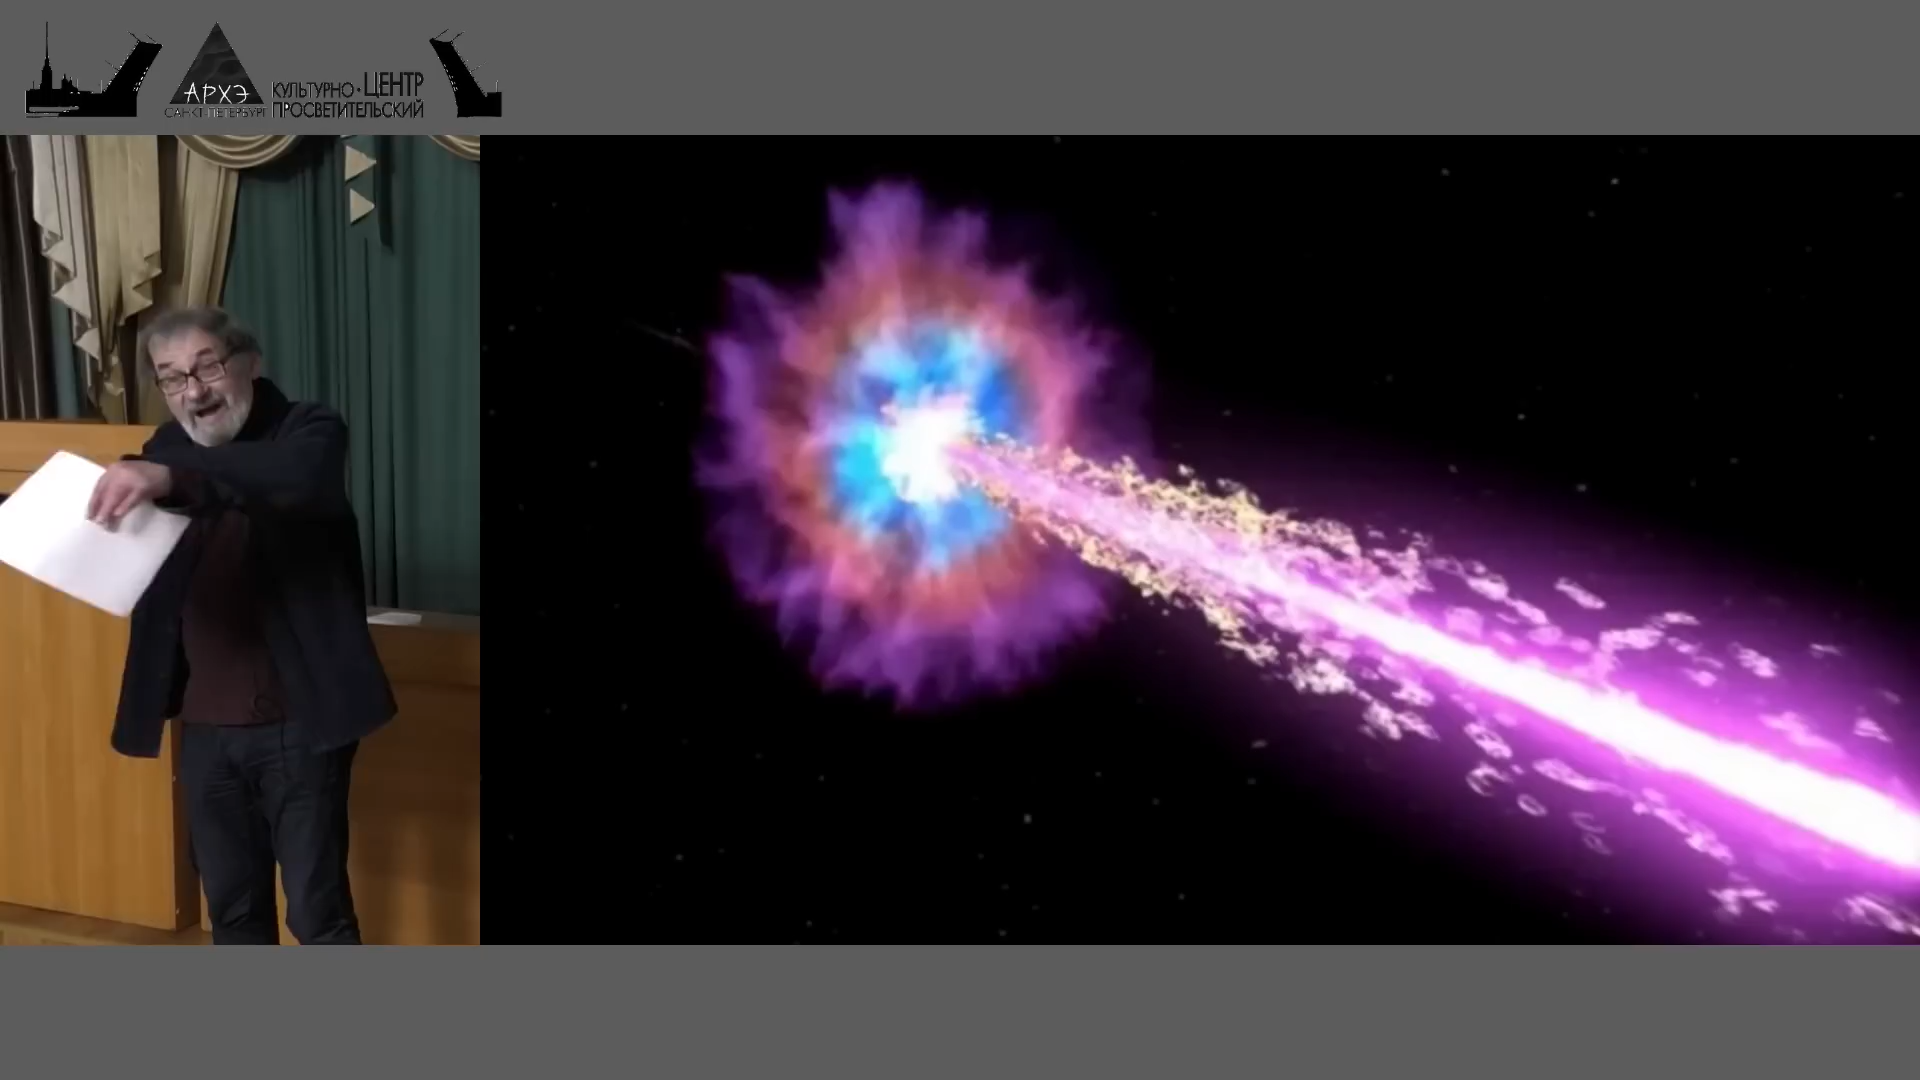 АРХЭ
САНКТ-ПЕТЕРБУРГ
КУЛЬТУРНО-ЦЕНТР
ПРОСВЕТИТЕЛЬСКИЙ